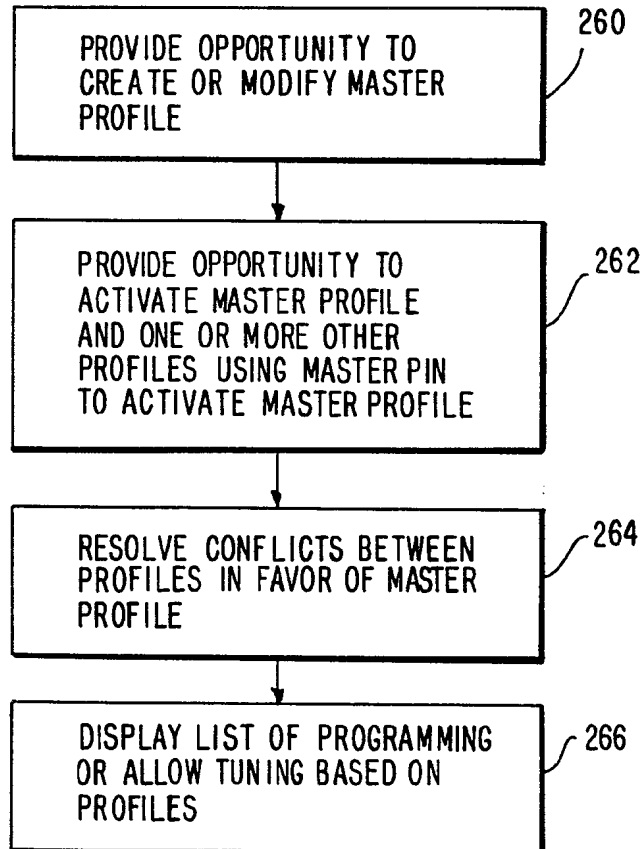 PROVIDE OPPORTUNITY TO
CREATE OR MODIFY MASTER
PROFILE
260
PROVIDE OPPORTUNITY TO
ACTIVATE MASTER PROFILE
AND ONE OR MORE OTHER
PROFILES USING MASTER PIN
TO ACTIVATE MASTER PROFILE
262
RESOLVE CONFLICTS BETWEEN
PROFILES IN FAVOR OF MASTER
PROFILE
264
DISPLAY LIST OF PROGRAMMING
OR ALLOW TUNING BASED ON
PROFILES
266